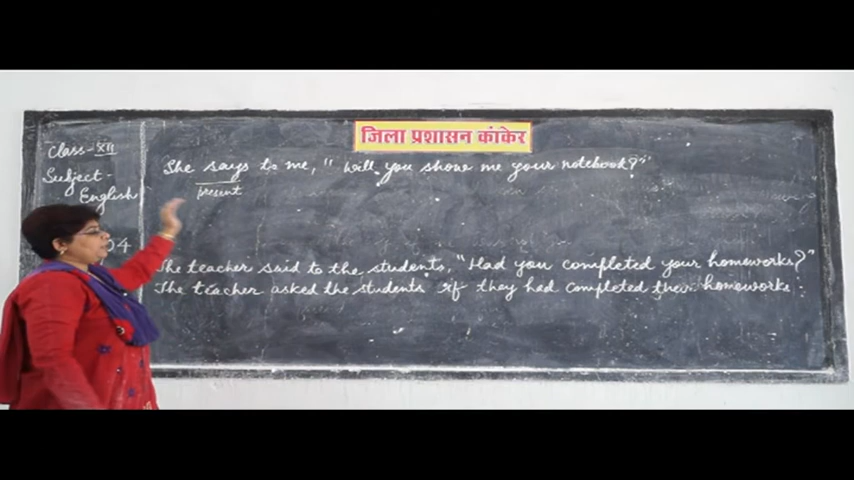 जिला प्रशासन कांकेर
Class-XII
Subject-
English
04
She says to me, "Will you show me your notebook?"
present
The teacher said to the students, "Had you completed your homeworks?"
The teacher asked the students if they had completed their homeworks.